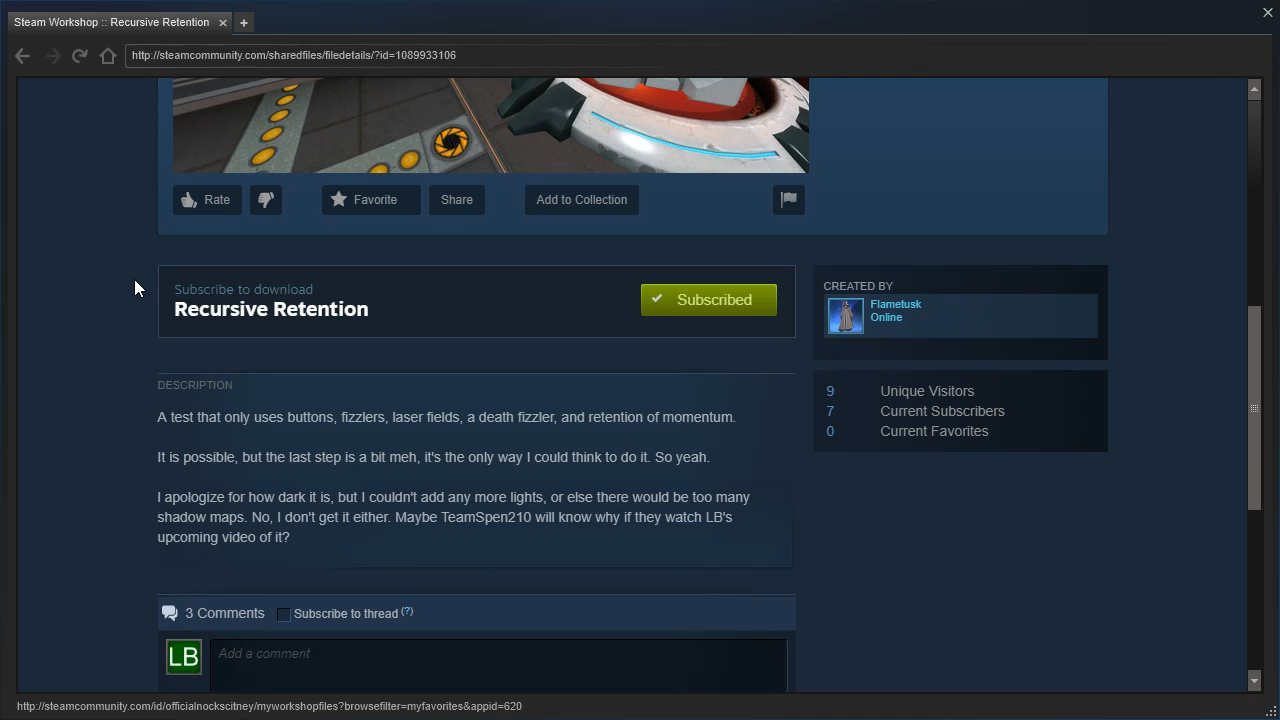 Steam Workshop :: Recursive Retention
http://steamcommunity.com/sharedfiles/filedetails/?id=1089933106
Rate
Favorite
Share
Add to Collection
Subscribe to download
Recursive Retention
Subscribed
CREATED BY
Flametusk
Online
9 Unique Visitors
7 Current Subscribers
0 Current Favorites
DESCRIPTION
A test that only uses buttons, fizzlers, laser fields, a death fizzler, and retention of momentum.
It is possible, but the last step is a bit meh, it's the only way I could think to do it. So yeah.
I apologize for how dark it is, but I couldn't add any more lights, or else there would be too many
shadow maps. No, I don't get it either. Maybe TeamSpen210 will know why if they watch LB's
upcoming video of it?
3 Comments
Subscribe to thread (?)
LB
Add a comment
http://steamcommunity.com/id/officialnockscitney/myworkshopfiles?browsefilter=myfavorites&appid=620